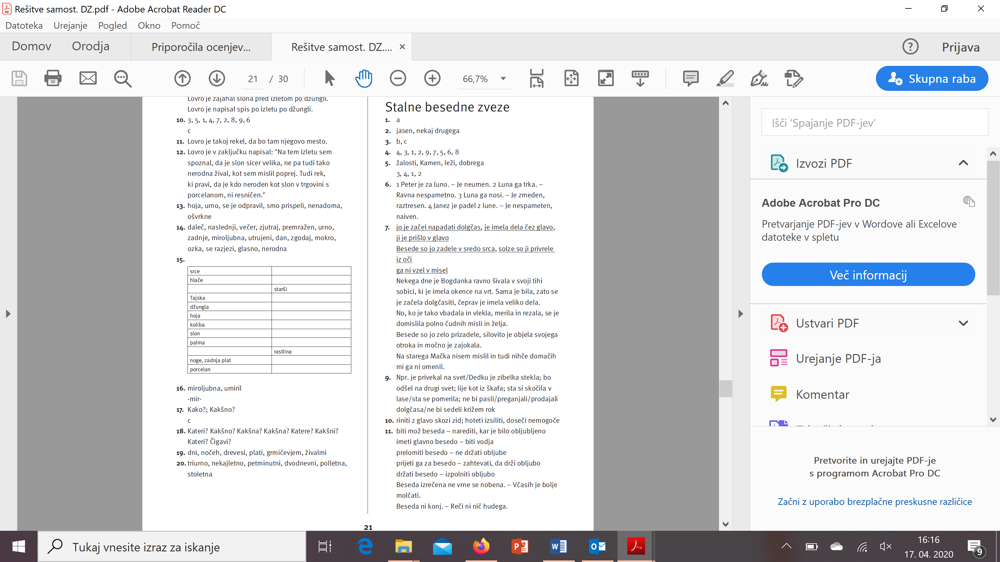 Rešitve samost. DZ.pdf - Adobe Acrobat Reader DC
Datoteka Urejanje Pogled Okno Pomoč
Domov Orodja Priporočila ocenjev... Rešitve samost. DZ.... Prijava
21 / 30 66,7% Skupna raba
Lovro je zajahal slona pred izletom po džungli.
Lovro je napisal spis po izletu po džungli.
10. 3, 5, 1, 4, 7, 2, 8, 9, 6
c
11. Lovro je takoj rekel, da bo tam njegovo mesto.
12. Lovro je v zaključku napisal: "Na tem izletu sem
spoznal, da je slon sicer velika, ne pa tudi tako
nerodna žival, kot sem mislil poprej. Tudi rek,
ki pravi, da je kdo neroden kot slon v trgovini s
porcelanom, ni resničen."
13. hoja, urno, se je odpravil, smo prispeli, nenadoma,
ošvrkne
14. daleč, naslednji, večer, zjutraj, premražen, urno,
zadnje, miroljubna, utrujeni, dan, zgodaj, mokro,
ozka, se razjezi, glasno, nerodna
15.
srce
hlače
starši
Tajska
džungla
hoja
koliba
slon
palma
rastlina
noge, zadnja plat
porcelan
16. miroljubna, umiril
-mir-
17. Kako?; Kakšno?
c
18. Kateri? Kakšno? Kakšna? Kakšna? Katere? Kakšni?
Kateri? Čigavi?
19. dni, nočeh, drevesi, plati, grmičevjem, živalmi
20. triurno, nekajletno, petminutni, dvodnevni, polletna,
stoletna
Stalne besedne zveze
1. a
2. jasen, nekaj drugega
3. b, c
4. 4, 3, 1, 2, 9, 7, 5, 6, 8
5. žalosti, Kamen, leži, dobrega
3, 4, 1, 2
6. 1 Peter je za luno. – Je neumen. 2 Luna ga trka. –
Ravna nespametno. 3 Luna ga nosi. – Je zmeden,
raztresen. 4 Janez je padel z lune. – Je nespameten,
naiven.
7. jo je začel napadati dolgčas, je imela dela čez glavo,
ji je prišlo v glavo
Besede so jo zadele v sredo srca, solze so ji privrele
iz oči
ga ni vzel v misel
Nekega dne je Bogdanka ravno šivala v svoji tihi
sobici, ki je imela okence na vrt. Sama je bila, zato se
je začela dolgčasiti, čeprav je imela veliko dela.
No, ko je tako vbadala in vlekla, merila in rezala, se je
domislila polno čudnih misli in želja.
Besede so jo zelo prizadele, silovito je objela svojega
otroka in močno je zajokala.
Na starega Mačka nisem mislil in tudi nihče domačih
mi ga ni omenil.
9. Npr. je privekal na svet/Dedku je zibelka stekla; bo
odšel na drugi svet; lije kot iz škafa; sta si skočila v
lase/sta se pomerila; ne bi pasli/preganjali/prodajali
dolgčasa/ne bi sedeli križem rok
10. riniti z glavo skozi zid; hoteti izsiliti, doseči nemogoče
11. biti mož beseda – narediti, kar je bilo obljubljeno
imeti glavno besedo – biti vodja
prelomiti besedo – ne držati obljube
prijeti ga za besedo – zahtevati, da drži obljubo
držati besedo – izpolniti obljubo
Beseda izrečena ne vrne se nobena. – Včasih je bolje
molčati.
Beseda ni konj. – Reči ni nič hudega.
21
Išči 'Spajanje PDF-jev'
Izvozi PDF
Adobe Acrobat Pro DC
Pretvarjanje PDF-jev v Wordove ali Excelove
datoteke v spletu
Več informacij
Ustvari PDF
Urejanje PDF-ja
Komentar
Pretvorite in urejajte PDF-je
s programom Acrobat Pro DC
Začni z uporabo brezplačne preskusne različice
Tukaj vnesite izraz za iskanje
16:16
17. 04. 2020
9